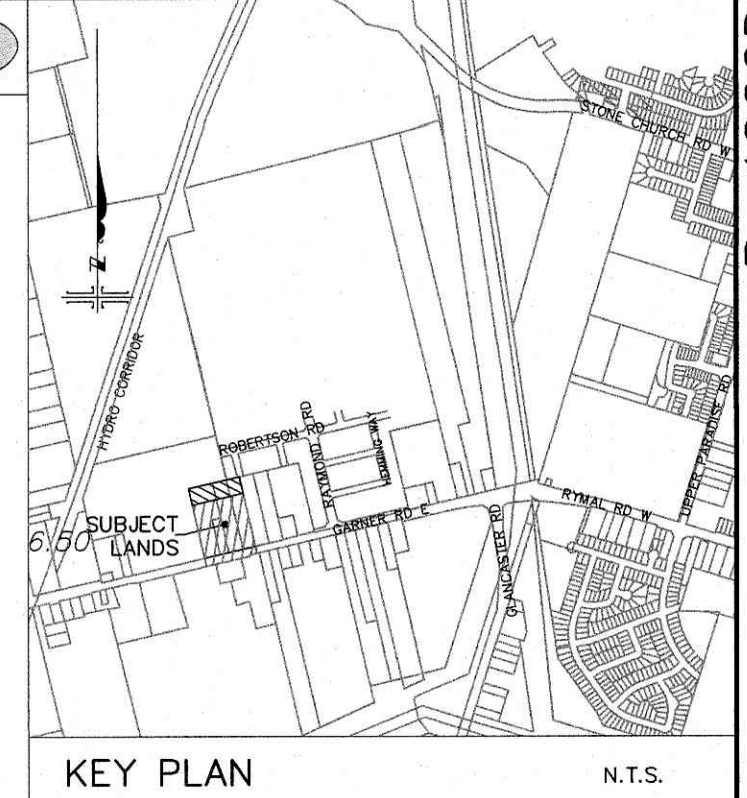 STONE CHURCH RD W
N
HYDRO CORRIDOR
UPPER PARADISE RD
RAYMOND RD
HEMMING WAY
ROBERTSON RD
RYMAL RD W
SUBJECT
LANDS
6.50
GARNER RD E
GLANCASTER RD
KEY PLAN
N.T.S.